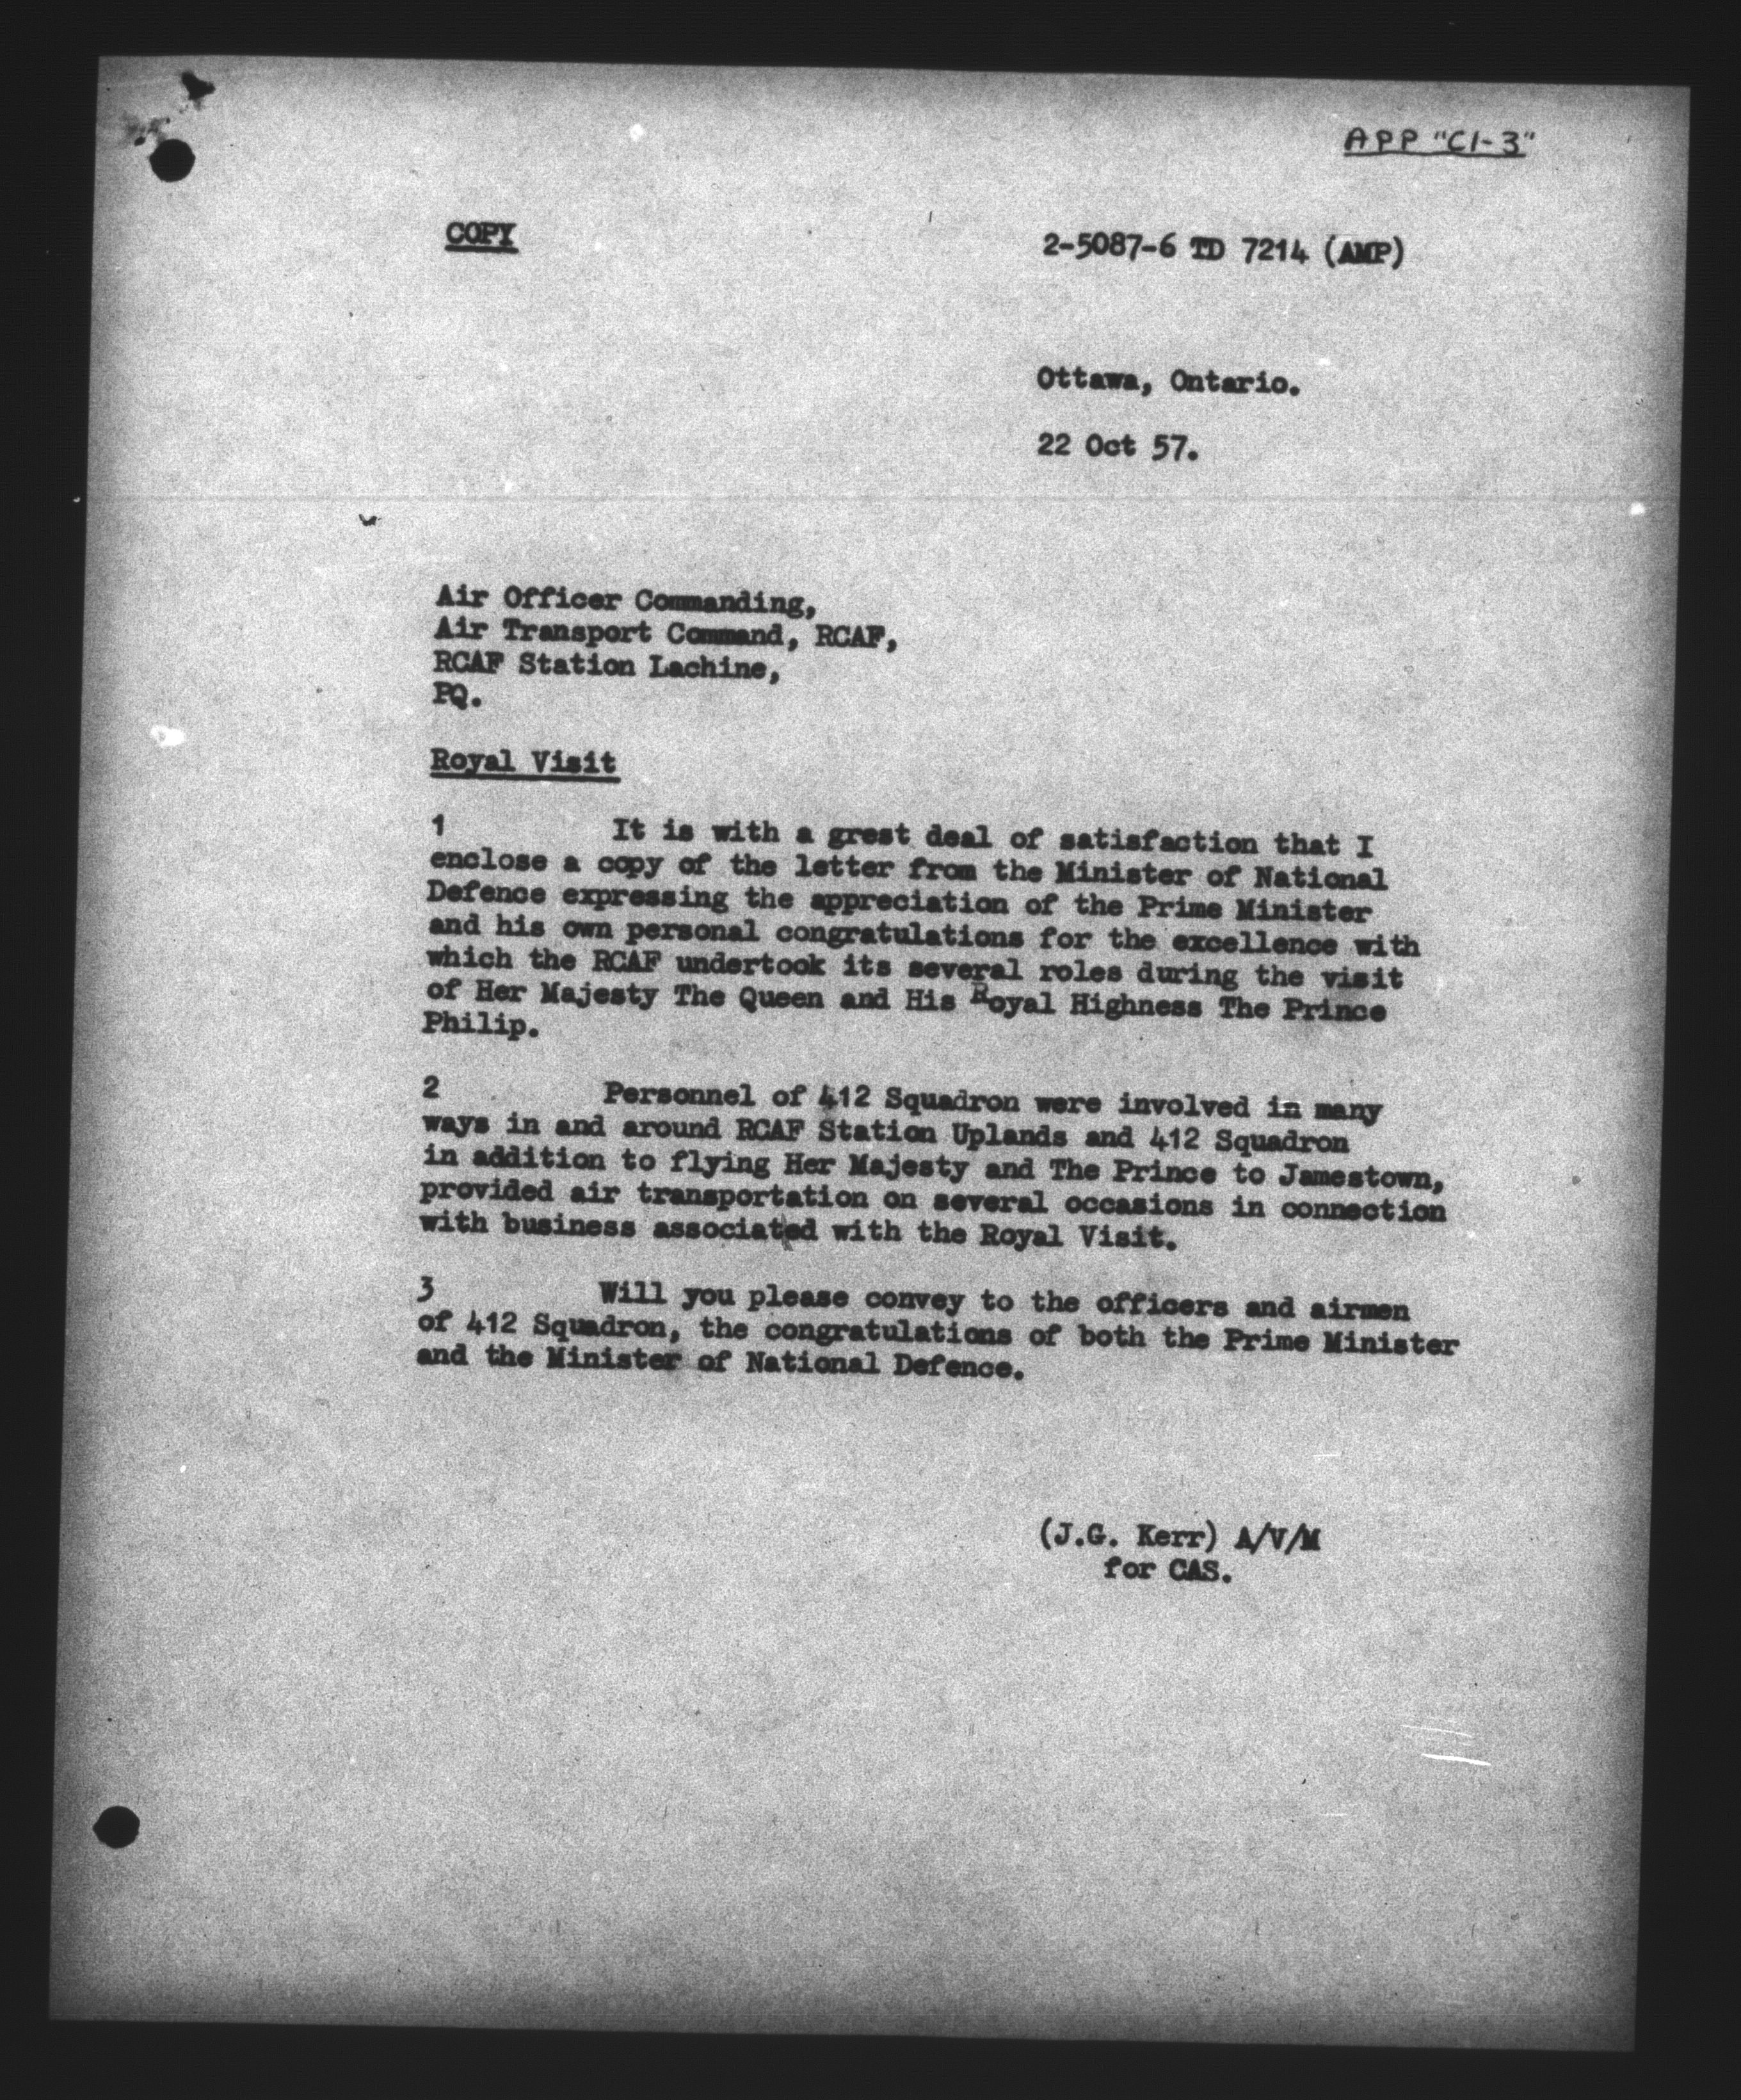 APP "C1-3"
COPY
2-5087-6 TD 7214 (AMP)
Ottawa, Ontario.
22 Oct 57.
Air Officer Commanding,
Air Transport Command, RCAF,
RCAF Station Lachine,
PQ.
Royal Visit
1 It is with a grest deal of satisfaction that I
enclose a copy of the letter from the Minister of National
Defence expressing the appreciation of the Prime Minister
and his own personal congratulations for the excellence with
which the RCAF undertook its several roles during the visit
of Her Majesty The Queen and His Royal Highness The Prince
Philip.
2 Personnel of 412 Squadron were involved in many
ways in and around RCAF Station Uplands and 412 Squadron
in addition to flying Her Majesty and The Prince to Jamestown,
provided air transportation on several occasions in connection
with business associated with the Royal Visit.
3 Will you please convey to the officers and airmen
of 412 Squadron, the congratulations of both the Prime Minister
and the Minister of National Defence.
(J.G. Kerr) A/V/M
for CAS.